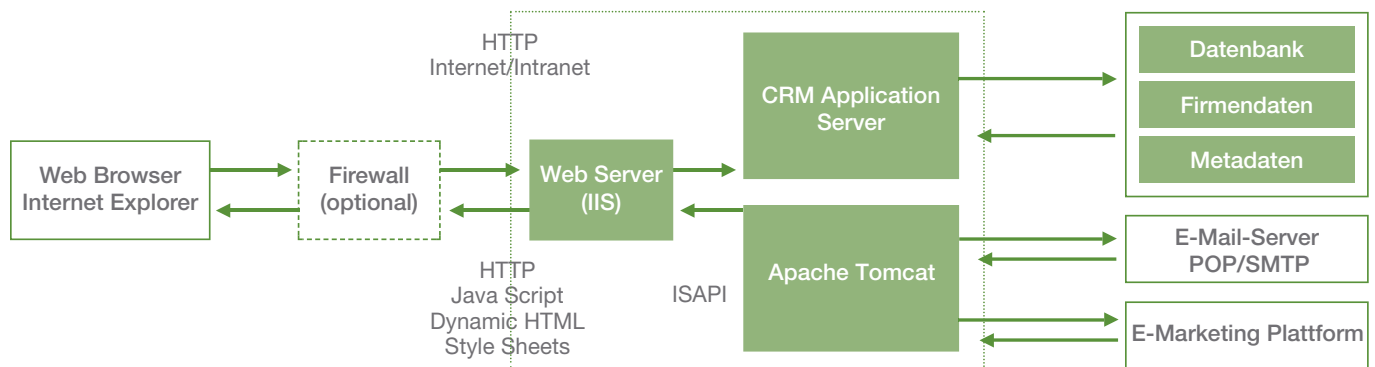 HTTP
Internet/Intranet
Web Browser
Internet Explorer
Firewall
(optional)
Web Server
(IIS)
HTTP
Java Script
Dynamic HTML
Style Sheets
ISAPI
CRM Application
Server
Apache Tomcat
Datenbank
Firmendaten
Metadaten
E-Mail-Server
POP/SMTP
E-Marketing Plattform